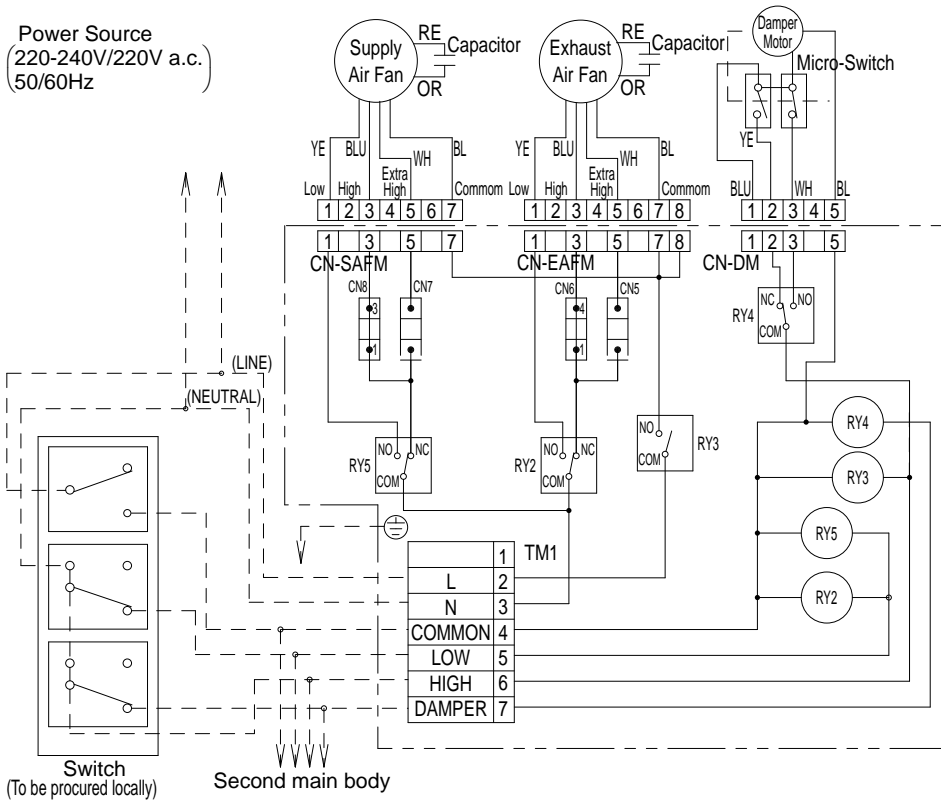 Power Source
220-240V/220V a.c.
50/60Hz
Supply
Air Fan
RE
Capacitor
OR
Exhaust
Air Fan
RE
Capacitor
OR
Damper
Motor
Micro-Switch
YE
YE BLU WH BL
Low High Extra
High Commom
YE BLU WH BL
Low High Extra
High Commom
BLU WH BL
1 2 3 4 5 6 7
1 2 3 4 5 6 7 8
1 2 3 4 5
1 3 5 7
1 3 5 7 8
1 2 3 5
CN-SAFM
CN-EAFM
CN-DM
CN8 CN7
3
1
CN6 CN5
4
1
RY4
NC NO
COM
(LINE)
(NEUTRAL)
RY5
NO NC
COM
RY2
NO NC
COM
NO
COM
RY3
RY4
RY3
RY5
RY2
1 TM1
L 2
N 3
COMMON 4
LOW 5
HIGH 6
DAMPER 7
Switch
(To be procured locally)
Second main body